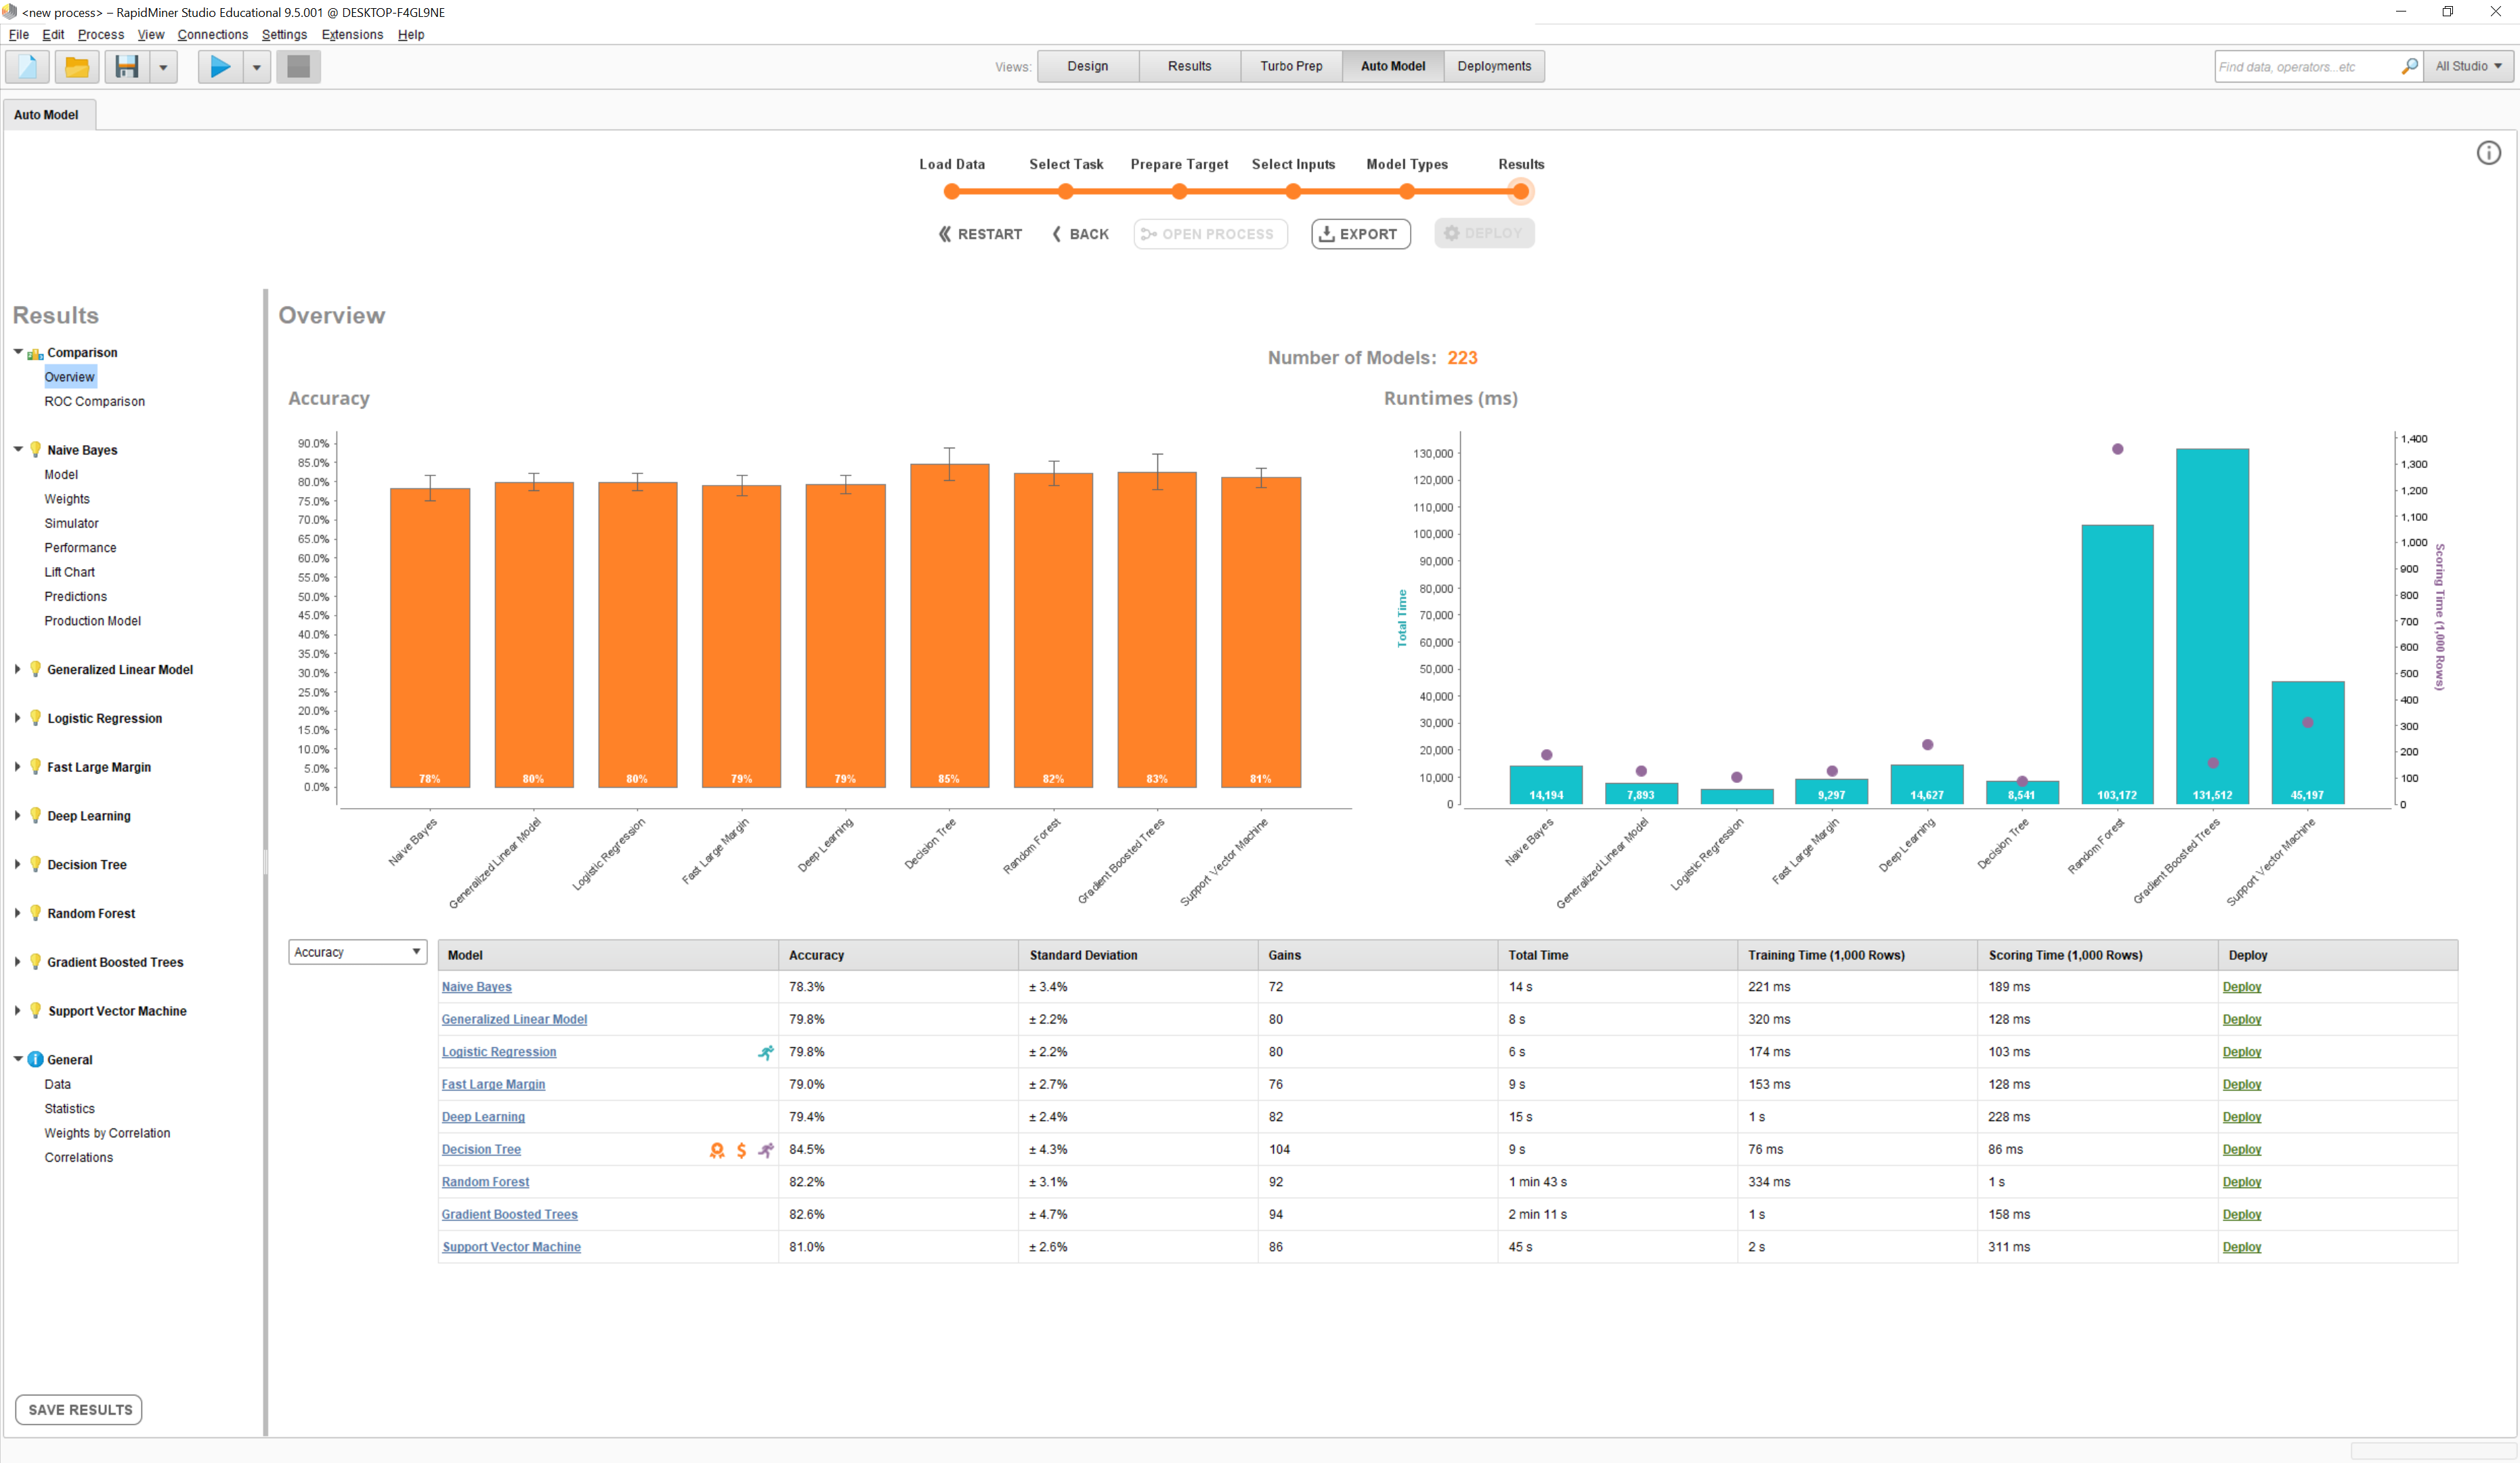 <new process> – RapidMiner Studio Educational 9.5.001 @ DESKTOP-F4GL9NE
File Edit Process View Connections Settings Extensions Help
Views: Design Results Turbo Prep Auto Model Deployments
Find data, operators...etc All Studio
Auto Model
Load Data Select Task Prepare Target Select Inputs Model Types Results
RESTART BACK OPEN PROCESS EXPORT DEPLOY
Results
Comparison
Overview
ROC Comparison
Naive Bayes
Model
Weights
Simulator
Performance
Lift Chart
Predictions
Production Model
Generalized Linear Model
Logistic Regression
Fast Large Margin
Deep Learning
Decision Tree
Random Forest
Gradient Boosted Trees
Support Vector Machine
General
Data
Statistics
Weights by Correlation
Correlations
SAVE RESULTS
Overview
Number of Models: 223
Accuracy
90.0%
85.0%
80.0%
75.0%
70.0%
65.0%
60.0%
55.0%
50.0%
45.0%
40.0%
35.0%
30.0%
25.0%
20.0%
15.0%
10.0%
5.0%
0.0%
78% 80% 80% 79% 79% 85% 82% 83% 81%
Naive Bayes
Generalized Linear Model
Logistic Regression
Fast Large Margin
Deep Learning
Decision Tree
Random Forest
Gradient Boosted Trees
Support Vector Machine
Runtimes (ms)
Total Time
130,000
120,000
110,000
100,000
90,000
80,000
70,000
60,000
50,000
40,000
30,000
20,000
10,000
0
14,194 7,893 9,297 14,627 8,541 103,172 131,512 45,197
Naive Bayes
Generalized Linear Model
Logistic Regression
Fast Large Margin
Deep Learning
Decision Tree
Random Forest
Gradient Boosted Trees
Support Vector Machine
1,400
1,300
1,200
1,100
1,000
900
800
700
600
500
400
300
200
100
0
Scoring Time (1,000 Rows)
Accuracy
Model Accuracy Standard Deviation Gains Total Time Training Time (1,000 Rows) Scoring Time (1,000 Rows) Deploy
Naive Bayes 78.3% ± 3.4% 72 14 s 221 ms 189 ms Deploy
Generalized Linear Model 79.8% ± 2.2% 80 8 s 320 ms 128 ms Deploy
Logistic Regression 79.8% ± 2.2% 80 6 s 174 ms 103 ms Deploy
Fast Large Margin 79.0% ± 2.7% 76 9 s 153 ms 128 ms Deploy
Deep Learning 79.4% ± 2.4% 82 15 s 1 s 228 ms Deploy
Decision Tree 84.5% ± 4.3% 104 9 s 76 ms 86 ms Deploy
Random Forest 82.2% ± 3.1% 92 1 min 43 s 334 ms 1 s Deploy
Gradient Boosted Trees 82.6% ± 4.7% 94 2 min 11 s 1 s 158 ms Deploy
Support Vector Machine 81.0% ± 2.6% 86 45 s 2 s 311 ms Deploy